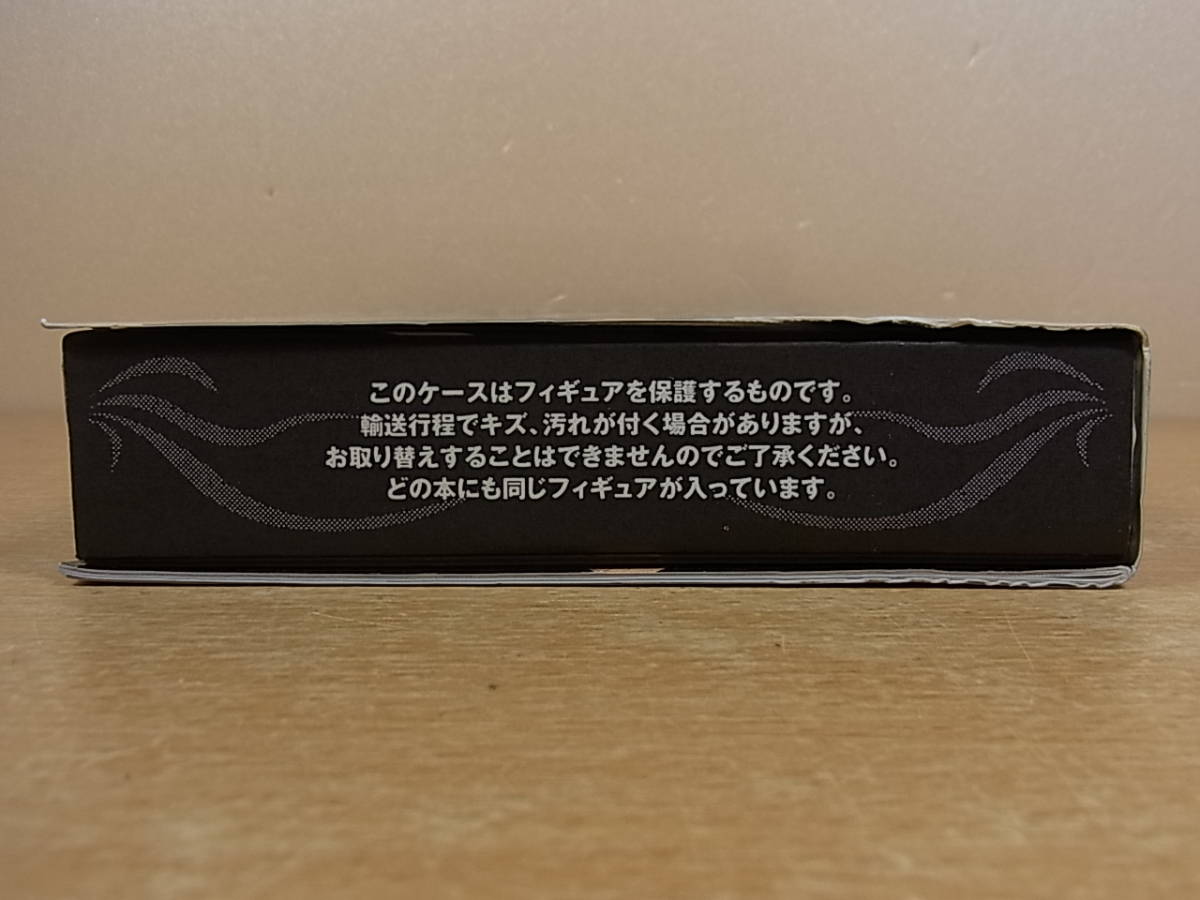 このケースはフィギュアを保護するものです。
輸送行程でキズ、汚れが付く場合がありますが、
お取り替えすることはできませんのでご了承ください。
どの本にも同じフィギュアが入っています。